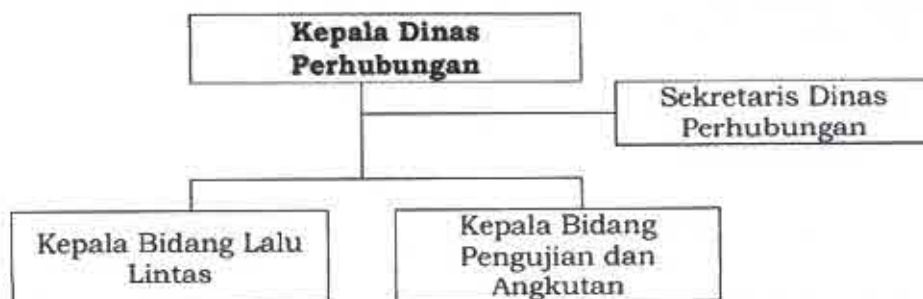 Kepala Dinas
Perhubungan
Sekretaris Dinas
Perhubungan
Kepala Bidang Lalu
Lintas
Kepala Bidang
Pengujian dan
Angkutan